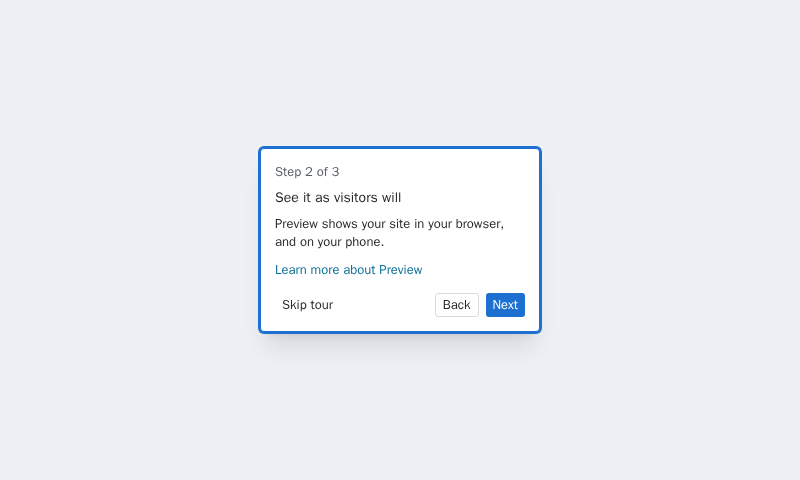 Step 2 of 3
See it as visitors will
Preview shows your site in your browser,
and on your phone.
Learn more about Preview
Skip tour Back Next